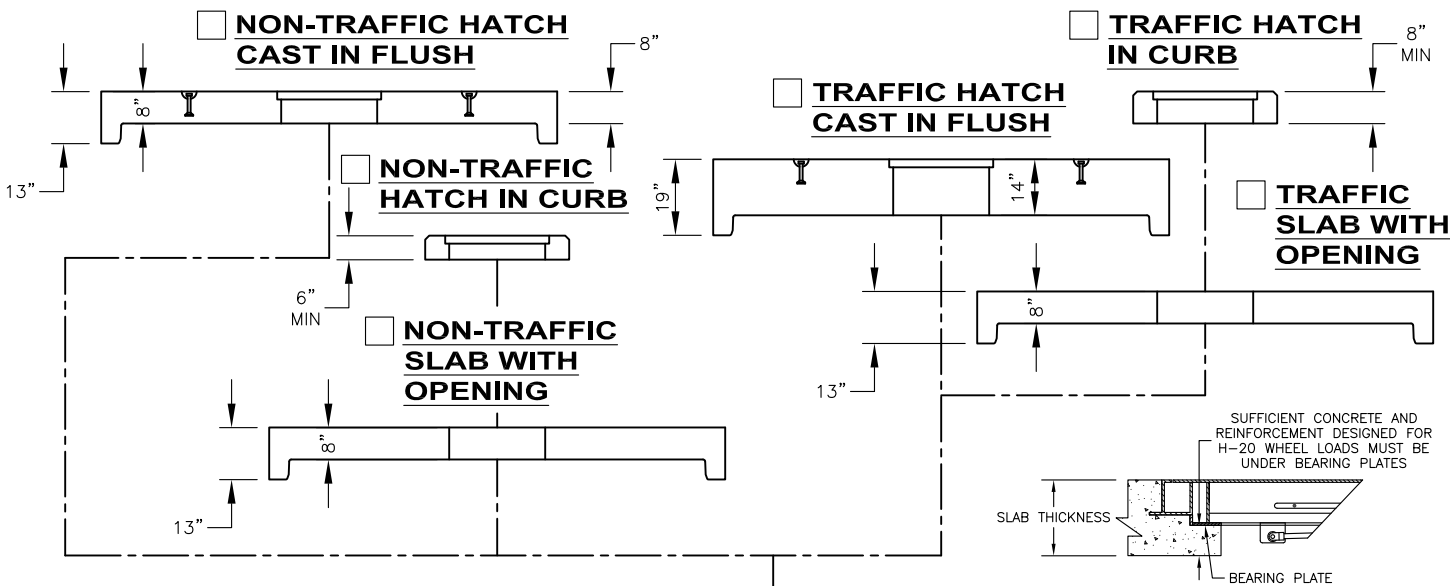 NON-TRAFFIC HATCH
CAST IN FLUSH
8”
8”
13”
NON-TRAFFIC
HATCH IN CURB
6”
MIN
NON-TRAFFIC
SLAB WITH
OPENING
8”
13”
TRAFFIC HATCH
IN CURB
8”
MIN
TRAFFIC HATCH
CAST IN FLUSH
19”
14”
TRAFFIC
SLAB WITH
OPENING
8”
13”
SUFFICIENT CONCRETE AND
REINFORCEMENT DESIGNED FOR
H-20 WHEEL LOADS MUST BE
UNDER BEARING PLATES
SLAB THICKNESS
BEARING PLATE